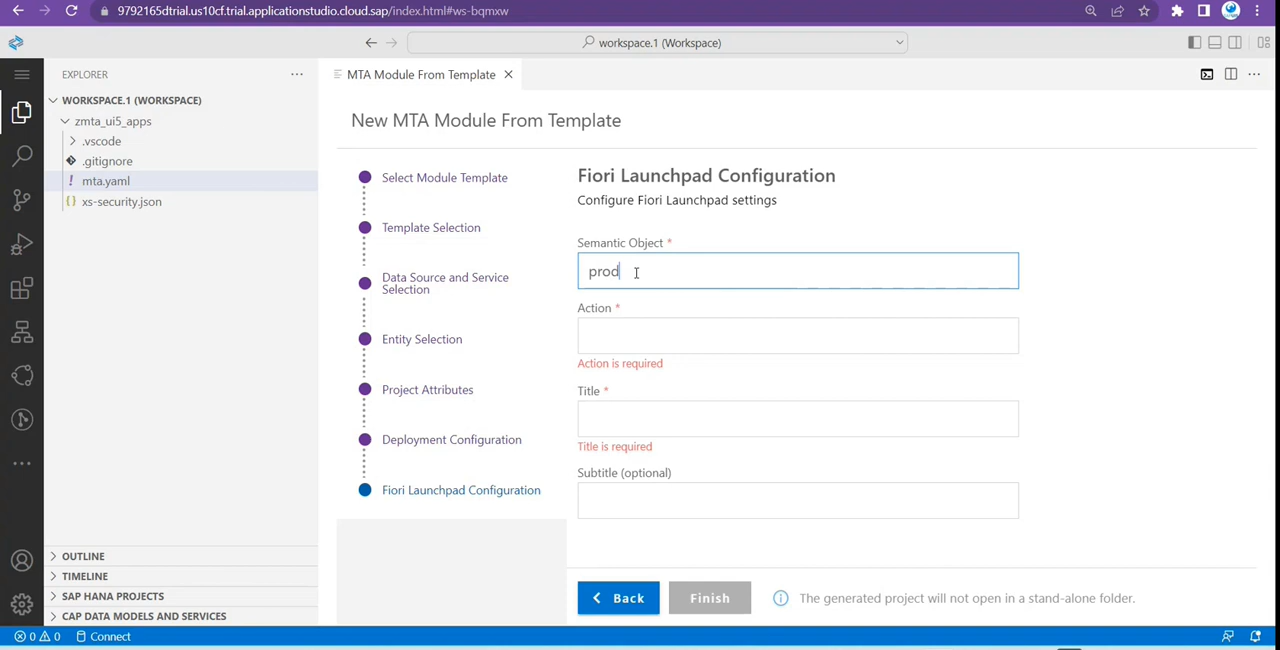 9792165dtrial.us10cf.trial.applicationstudio.cloud.sap/index.html#ws-bqmxw
workspace.1 (Workspace)
EXPLORER
MTA Module From Template
WORKSPACE.1 (WORKSPACE)
zmta_ui5_apps
.vscode
.gitignore
mta.yaml
xs-security.json
New MTA Module From Template
Select Module Template
Template Selection
Data Source and Service
Selection
Entity Selection
Project Attributes
Deployment Configuration
Fiori Launchpad Configuration
Fiori Launchpad Configuration
Configure Fiori Launchpad settings
Semantic Object *
prod
Action *
Action is required
Title *
Title is required
Subtitle (optional)
Back
Finish
The generated project will not open in a stand-alone folder.
OUTLINE
TIMELINE
SAP HANA PROJECTS
CAP DATA MODELS AND SERVICES
0 0 Connect